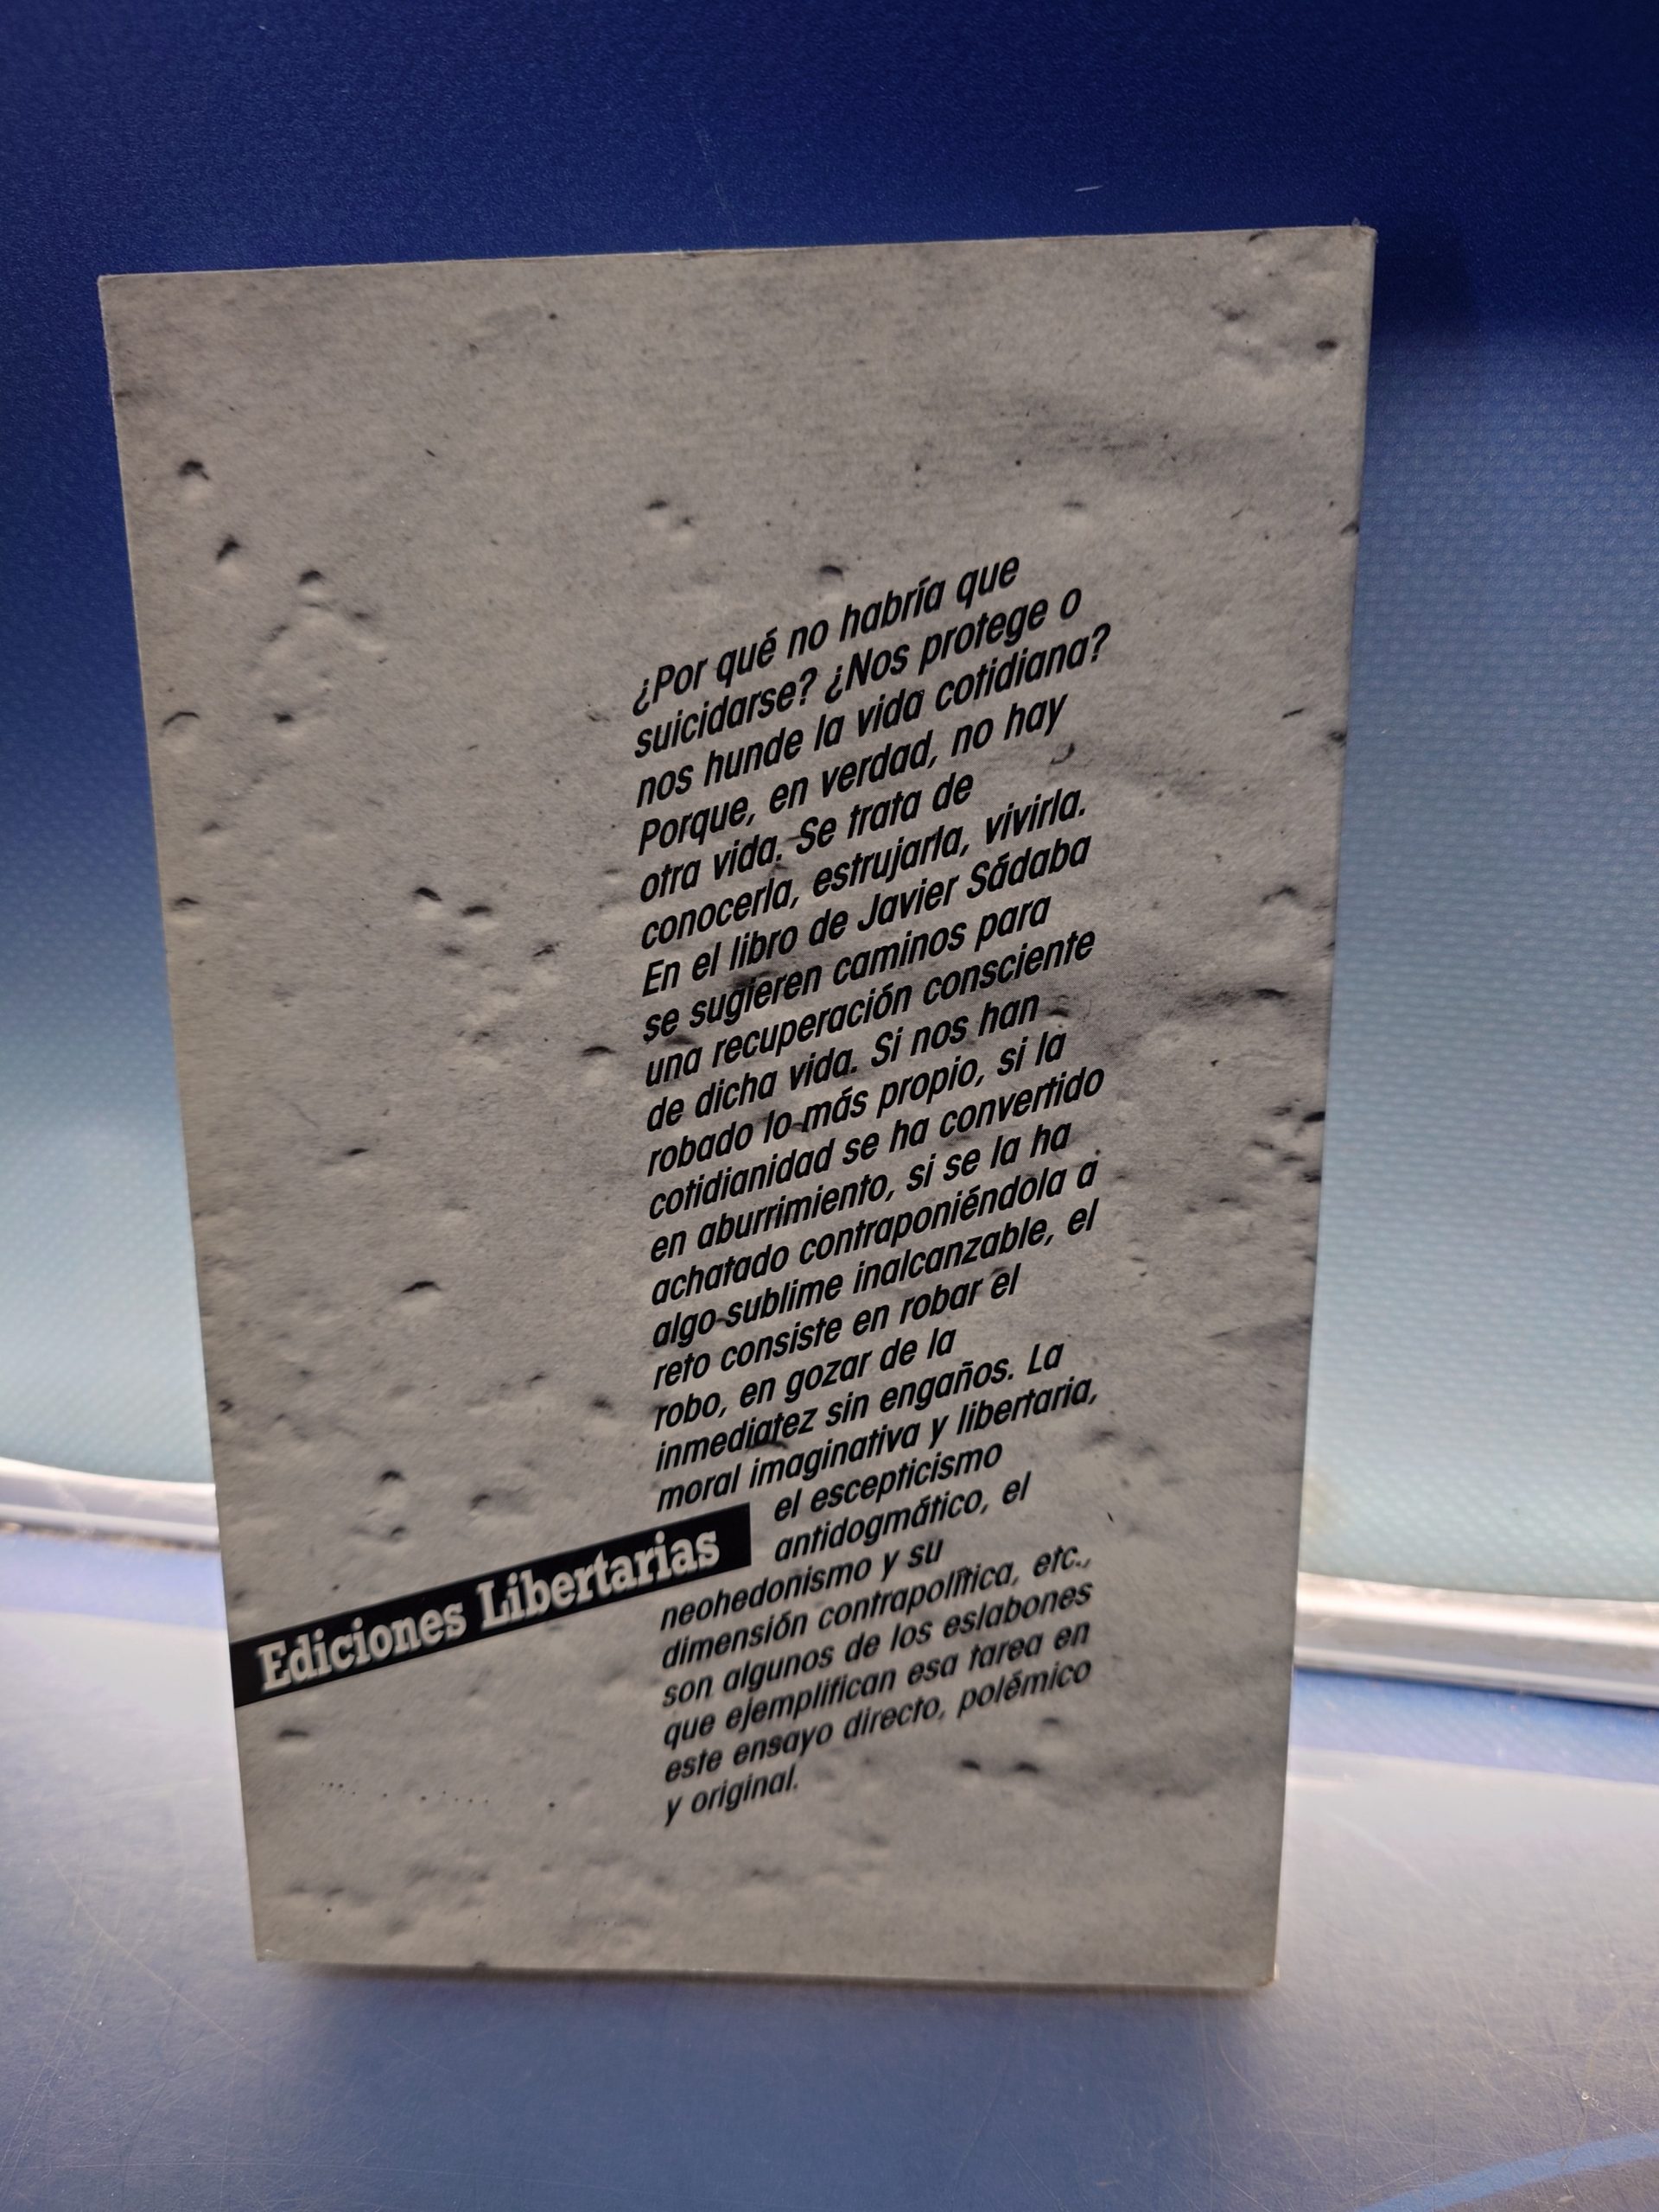 ¿Por qué no habría que
suicidarse? ¿Nos protege o
nos hunde la vida cotidiana?
Porque, en verdad, no hay
otra vida. Se trata de
conocerla, estrujarla, vivirla.
En el libro de Javier Sádaba
se sugieren caminos para
una recuperación consciente
de dicha vida. Si nos han
robado lo más propio, si la
cotidianidad se ha convertido
en aburrimiento, si se la ha
achatado contraponiéndola a
algo sublime inalcanzable, el
reto consiste en robar el
robo, en gozar de la
inmediatez sin engaños. La
moral imaginativa y libertaria,
el escepticismo
antidogmático, el
neohedonismo y su
dimensión contrapolítica, etc.,
son algunos de los eslabones
que ejemplifican esa tarea en
este ensayo directo, polémico
y original.
Ediciones Libertarias